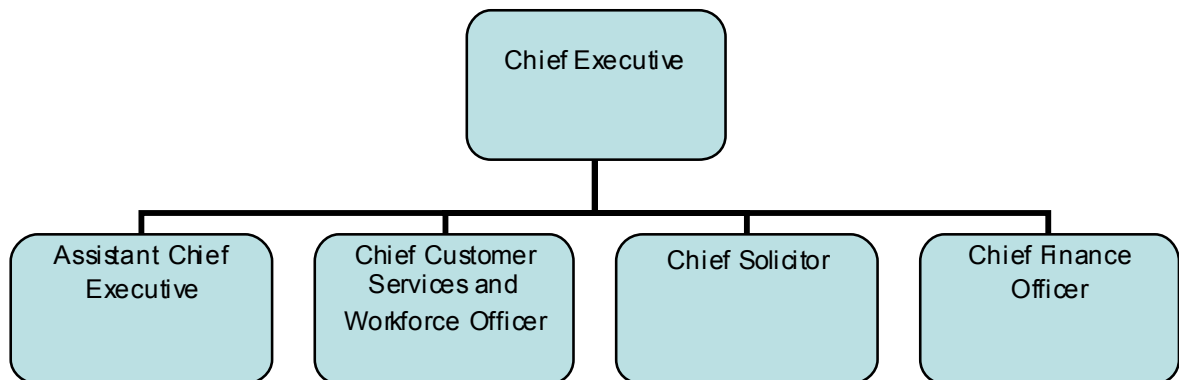 Chief Executive
Assistant Chief
Executive
Chief Customer
Services and
Workforce Officer
Chief Solicitor
Chief Finance
Officer